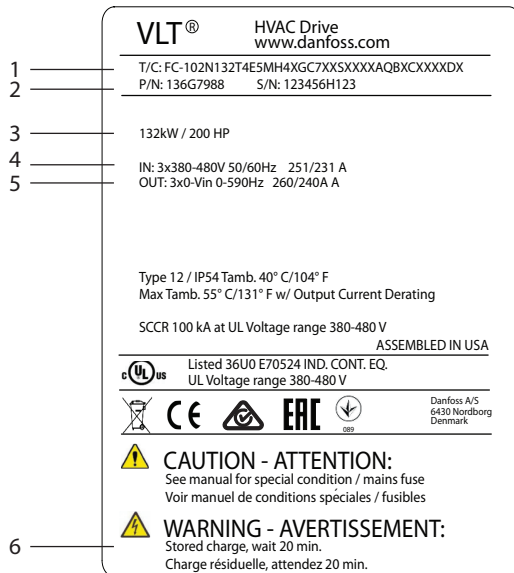 VLT® HVAC Drive
www.danfoss.com
1 T/C: FC-102N132T4E5MH4XGC7XXSXXXXAQBXCXXXXDX
2 P/N: 136G7988 S/N: 123456H123
3 132kW / 200 HP
4 IN: 3x380-480V 50/60Hz 251/231 A
5 OUT: 3x0-Vin 0-590Hz 260/240A A
Type 12 / IP54 Tamb. 40° C/104° F
Max Tamb. 55° C/131° F w/ Output Current Derating
SCCR 100 kA at UL Voltage range 380-480 V
ASSEMBLED IN USA
c UL us Listed 36U0 E70524 IND. CONT. EQ.
UL Voltage range 380-480 V
CE EAC 089
Danfoss A/S
6430 Nordborg
Denmark
CAUTION - ATTENTION:
See manual for special condition / mains fuse
Voir manuel de conditions spéciales / fusibles
WARNING - AVERTISSEMENT:
6 Stored charge, wait 20 min.
Charge résiduelle, attendez 20 min.